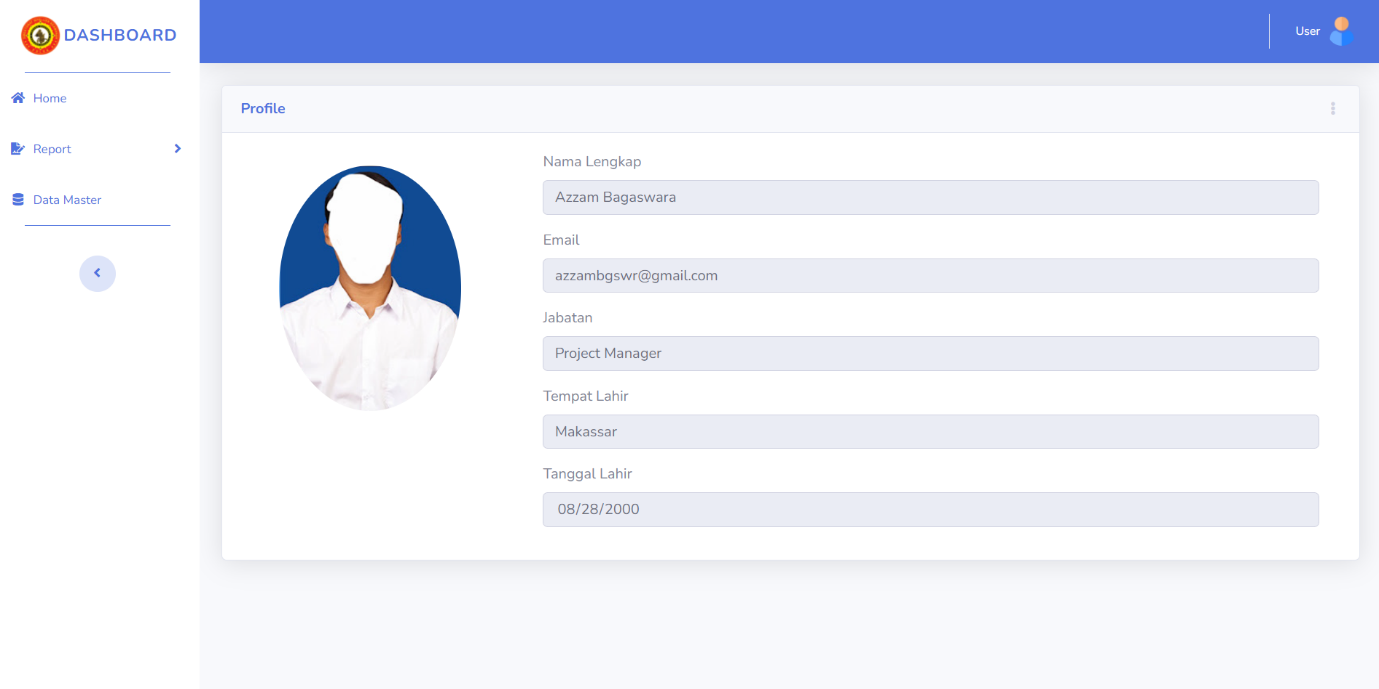 DASHBOARD
User
Home
Report
Data Master
Profile
Nama Lengkap
Azzam Bagaswara
Email
azzambgswr@gmail.com
Jabatan
Project Manager
Tempat Lahir
Makassar
Tanggal Lahir
08/28/2000